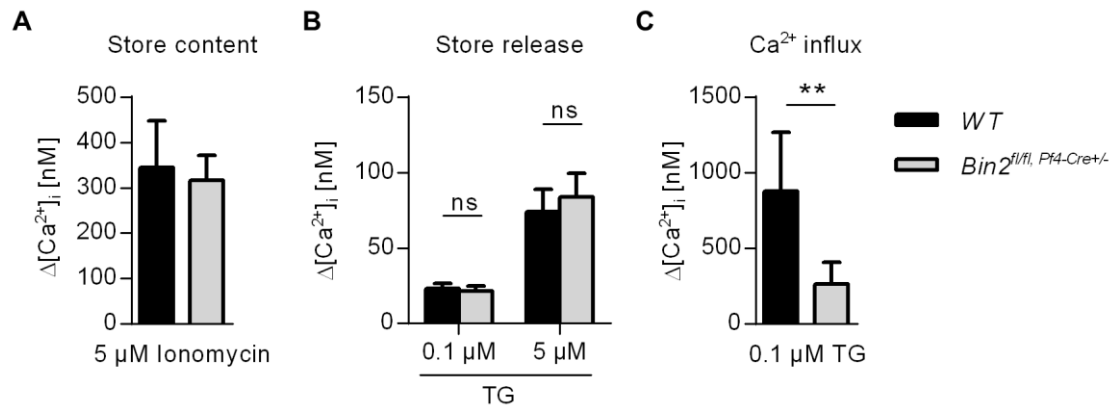 A
Store content
Δ[Ca²⁺]ᵢ [nM]
500
400
300
200
100
0
5 µM Ionomycin
B
Store release
Δ[Ca²⁺]ᵢ [nM]
150
100
50
0
ns
ns
0.1 µM 5 µM
TG
C
Ca²⁺ influx
Δ[Ca²⁺]ᵢ [nM]
1500
1000
500
0
**
0.1 µM TG
WT
Bin2fl/fl, Pf4-Cre+/-